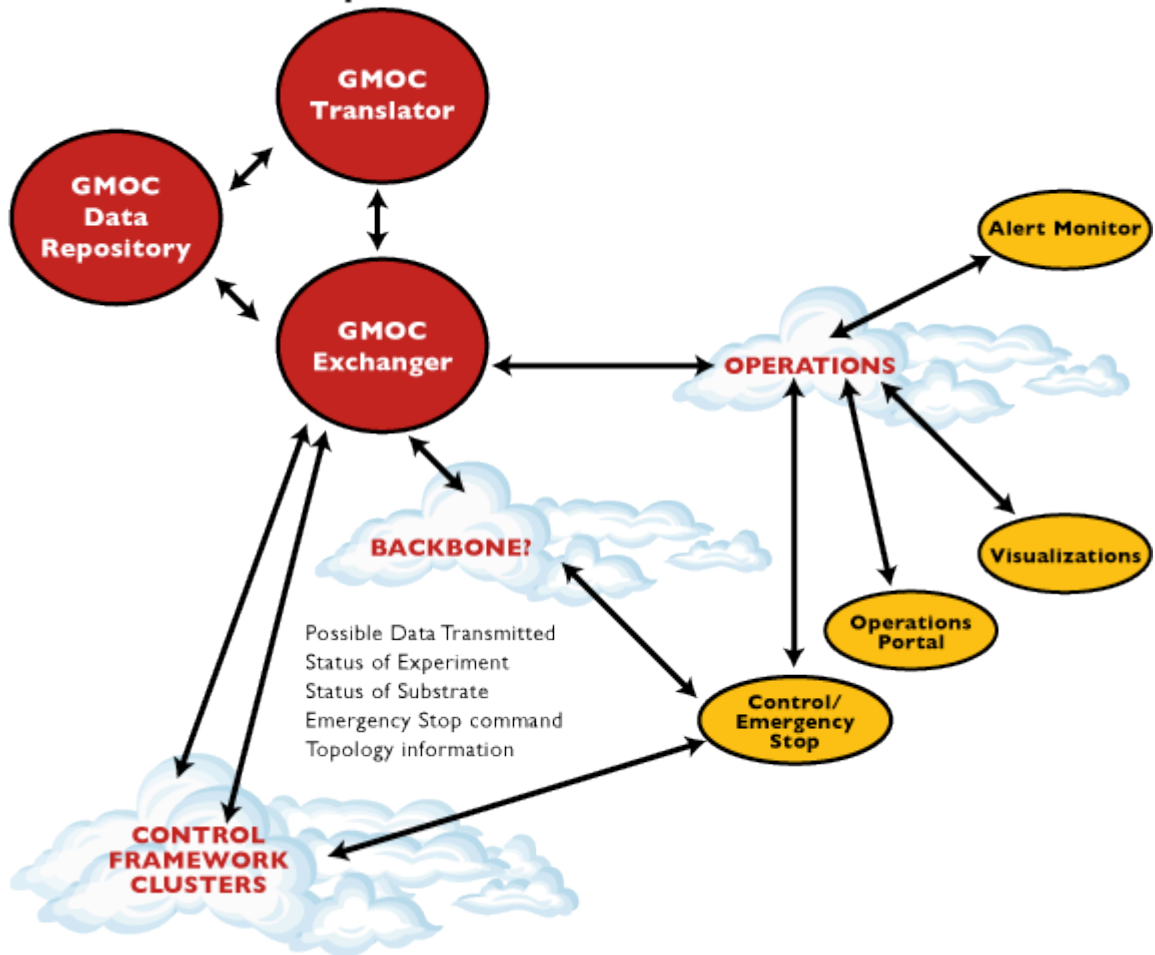 GMOC
Translator
GMOC
Data
Repository
GMOC
Exchanger
Alert Monitor
OPERATIONS
BACKBONE?
Visualizations
Operations
Portal
Possible Data Transmitted
Status of Experiment
Status of Substrate
Emergency Stop command
Topology information
Control/
Emergency
Stop
CONTROL
FRAMEWORK
CLUSTERS